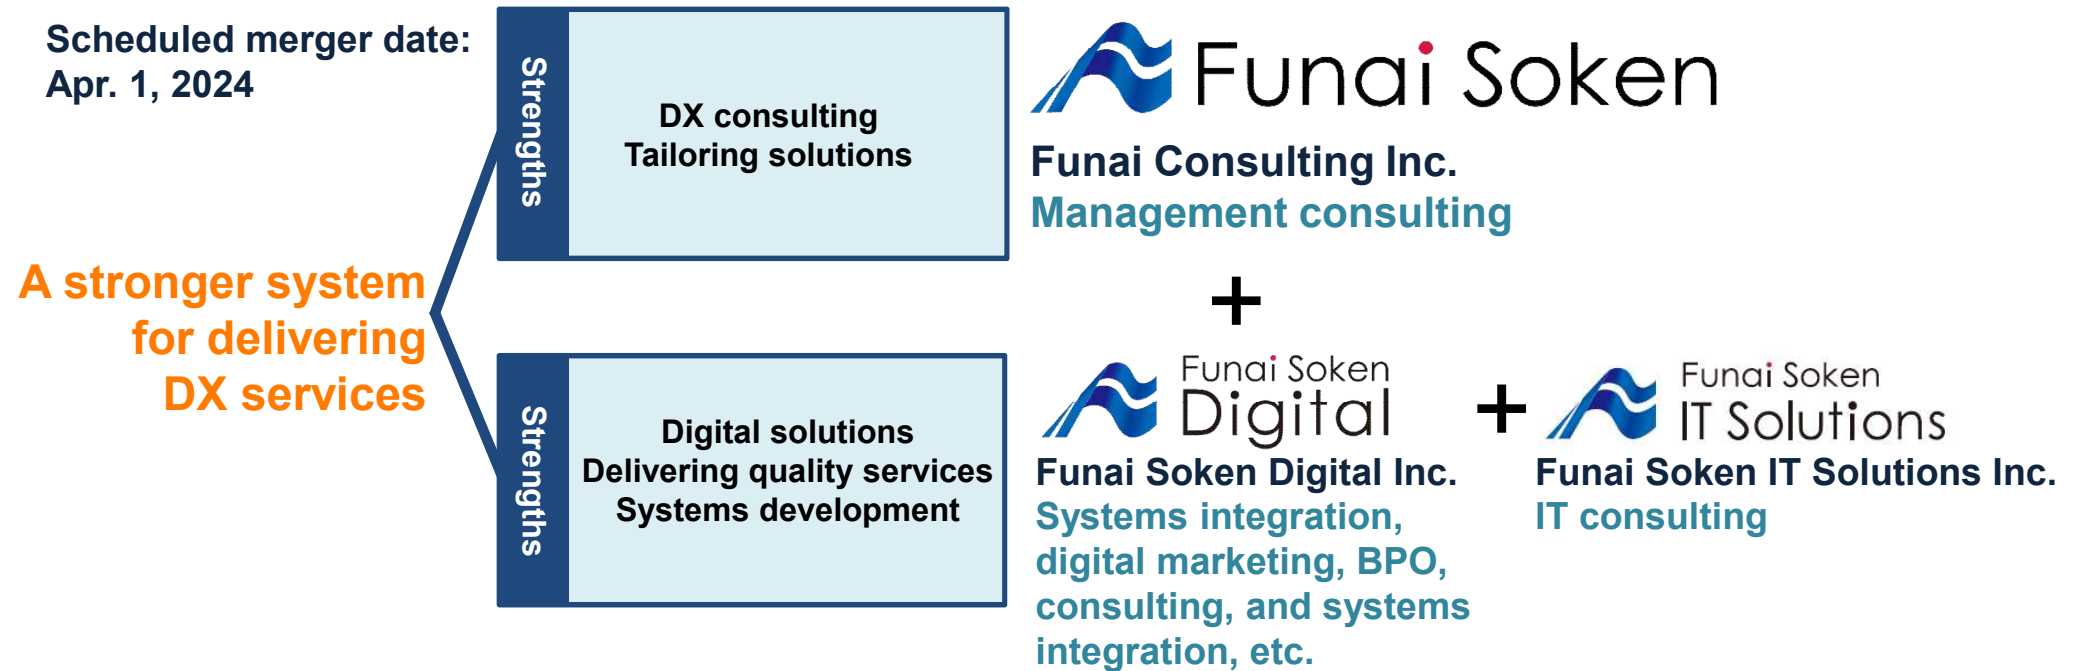 Scheduled merger date:
Apr. 1, 2024
A stronger system
for delivering
DX services
Strengths
DX consulting
Tailoring solutions
Funai Soken
Funai Consulting Inc.
Management consulting
+
Strengths
Digital solutions
Delivering quality services
Systems development
Funai Soken
Digital
Funai Soken Digital Inc.
Systems integration,
digital marketing, BPO,
consulting, and systems
integration, etc.
+
Funai Soken
IT Solutions
Funai Soken IT Solutions Inc.
IT consulting